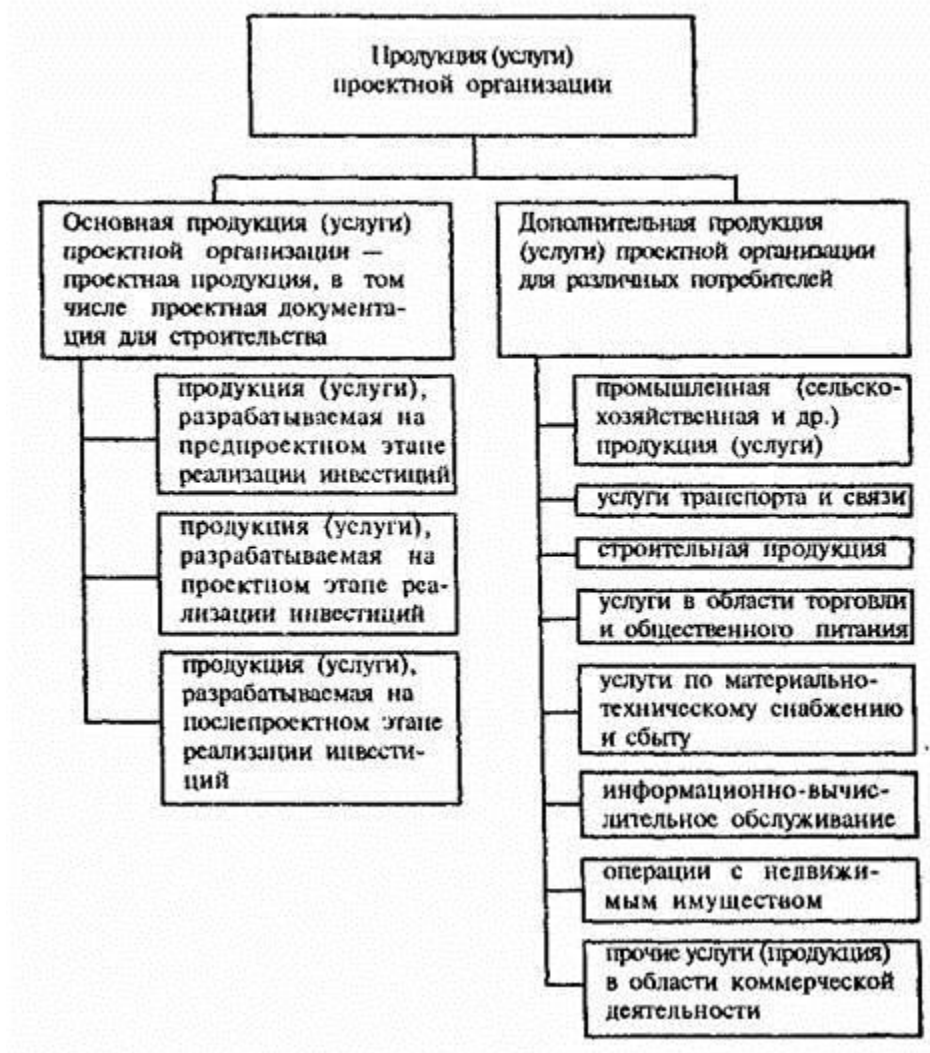 Продукция (услуги)
проектной организации
Основная продукция (услуги)
проектной организации —
проектная продукция, в том
числе проектная документа-
ция для строительства
продукция (услуги),
разрабатываемая на
предпроектном этапе
реализации инвестиций
продукция (услуги),
разрабатываемая на
проектном этапе реа-
лизации инвестиций
продукция (услуги),
разрабатываемая на
послепроектном этапе
реализации инвести-
ций
Дополнительная продукция
(услуги) проектной организации
для различных потребителей
промышленная (сельско-
хозяйственная и др.)
продукция (услуги)
услуги транспорта и связи
строительная продукция
услуги в области торговли
и общественного питания
услуги по материально-
техническому снабжению
и сбыту
информационно-вычис-
лительное обслуживание
операции с недвижи-
мым имуществом
прочие услуги (продукция)
в области коммерческой
деятельности